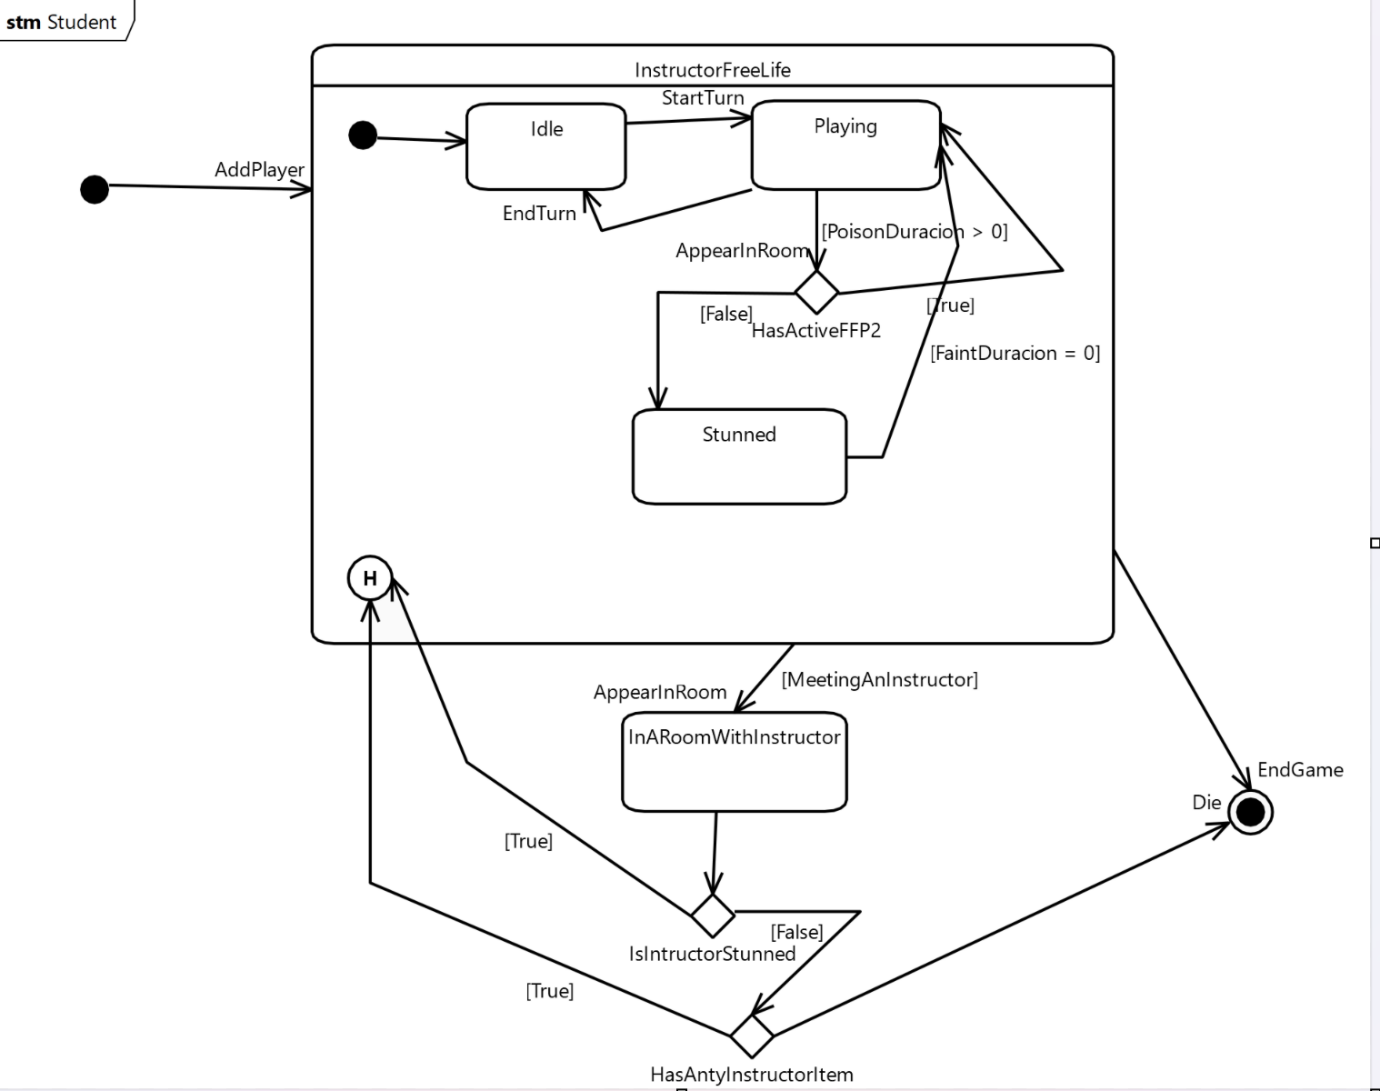 stm Student
InstructorFreeLife
StartTurn
Idle
Playing
AddPlayer
EndTurn
[PoisonDuracion > 0]
AppearInRoom
[False]
[True]
HasActiveFFP2
[FaintDuracion = 0]
Stunned
H
[MeetingAnInstructor]
AppearInRoom
InARoomWithInstructor
EndGame
Die
[True]
[False]
IsIntructorStunned
[True]
HasAntyInstructorItem